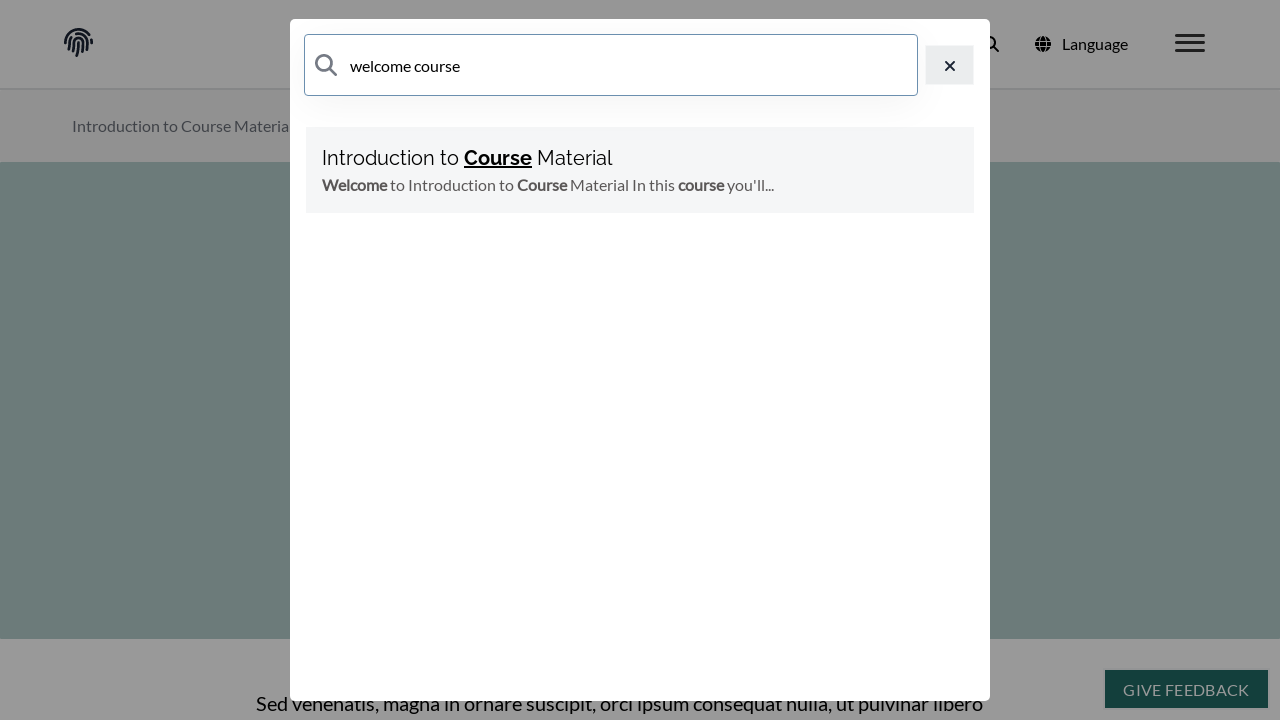 welcome course
Language
Introduction to Course Materia
Introduction to Course Material
Welcome to Introduction to Course Material In this course you'll...
GIVE FEEDBACK
Sed venenatis, magna in ornare suscipit, orci ipsum consequat nulla, ut pulvinar libero